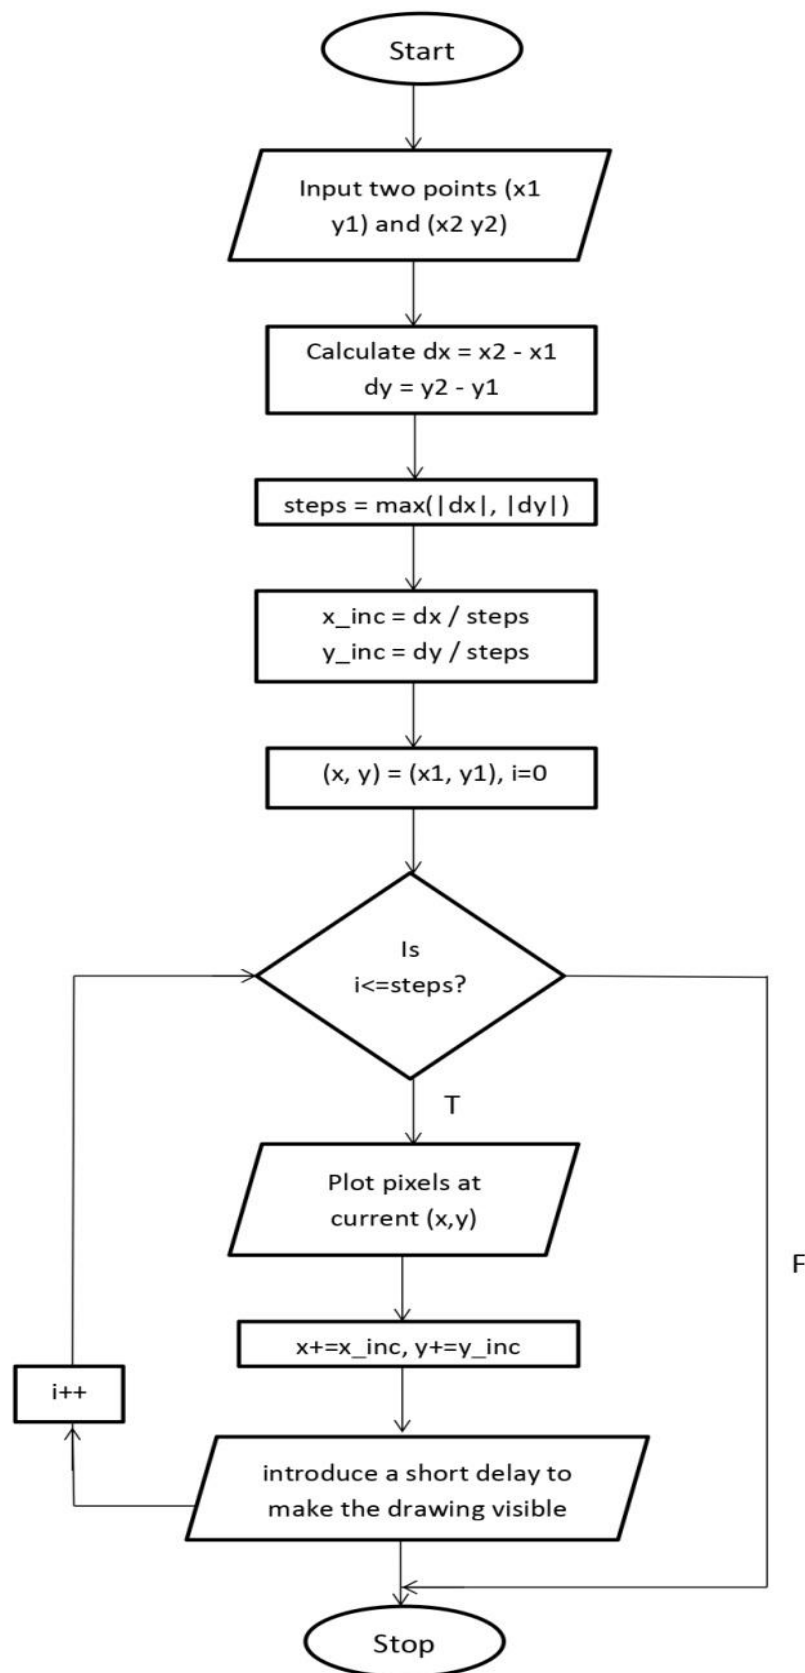 Start
Input two points (x1
y1) and (x2 y2)
Calculate dx = x2 - x1
dy = y2 - y1
steps = max(|dx|, |dy|)
x_inc = dx / steps
y_inc = dy / steps
(x, y) = (x1, y1), i=0
Is
i<=steps?
T
Plot pixels at
current (x,y)
F
x+=x_inc, y+=y_inc
i++
introduce a short delay to
make the drawing visible
Stop